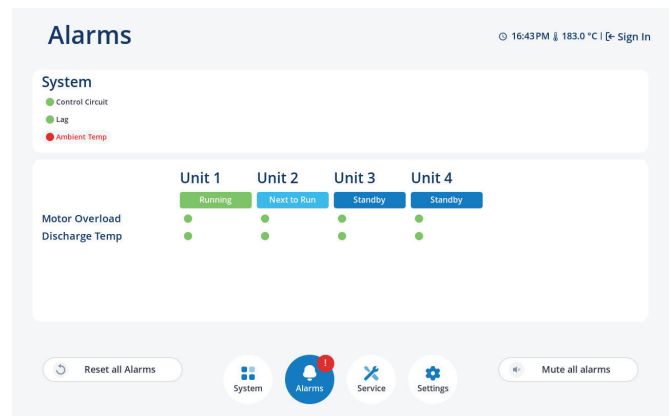 Alarms
16:43PM 183.0 °C | Sign In
System
Control Circuit
Lag
Ambient Temp
Unit 1 Unit 2 Unit 3 Unit 4
Running Next to Run Standby Standby
Motor Overload
Discharge Temp
Reset all Alarms
!
System Alarms Service Settings
Mute all alarms